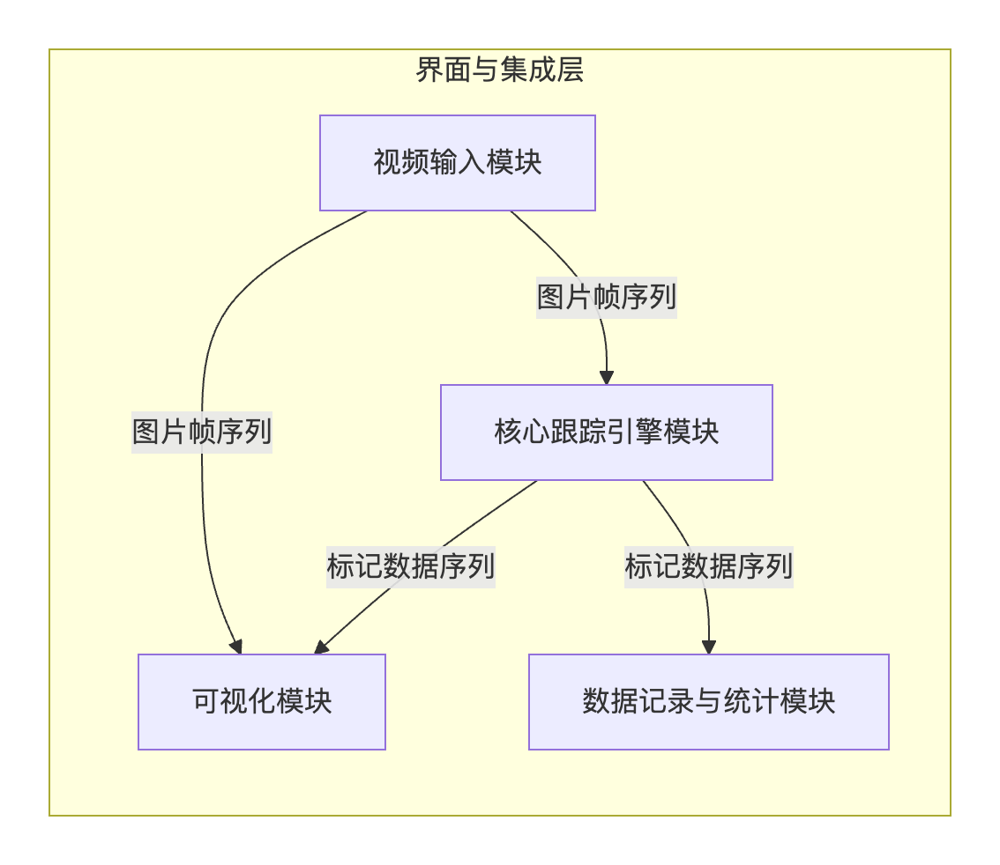 界面与集成层
视频输入模块
图片帧序列
核心跟踪引擎模块
图片帧序列
标记数据序列
标记数据序列
可视化模块
数据记录与统计模块